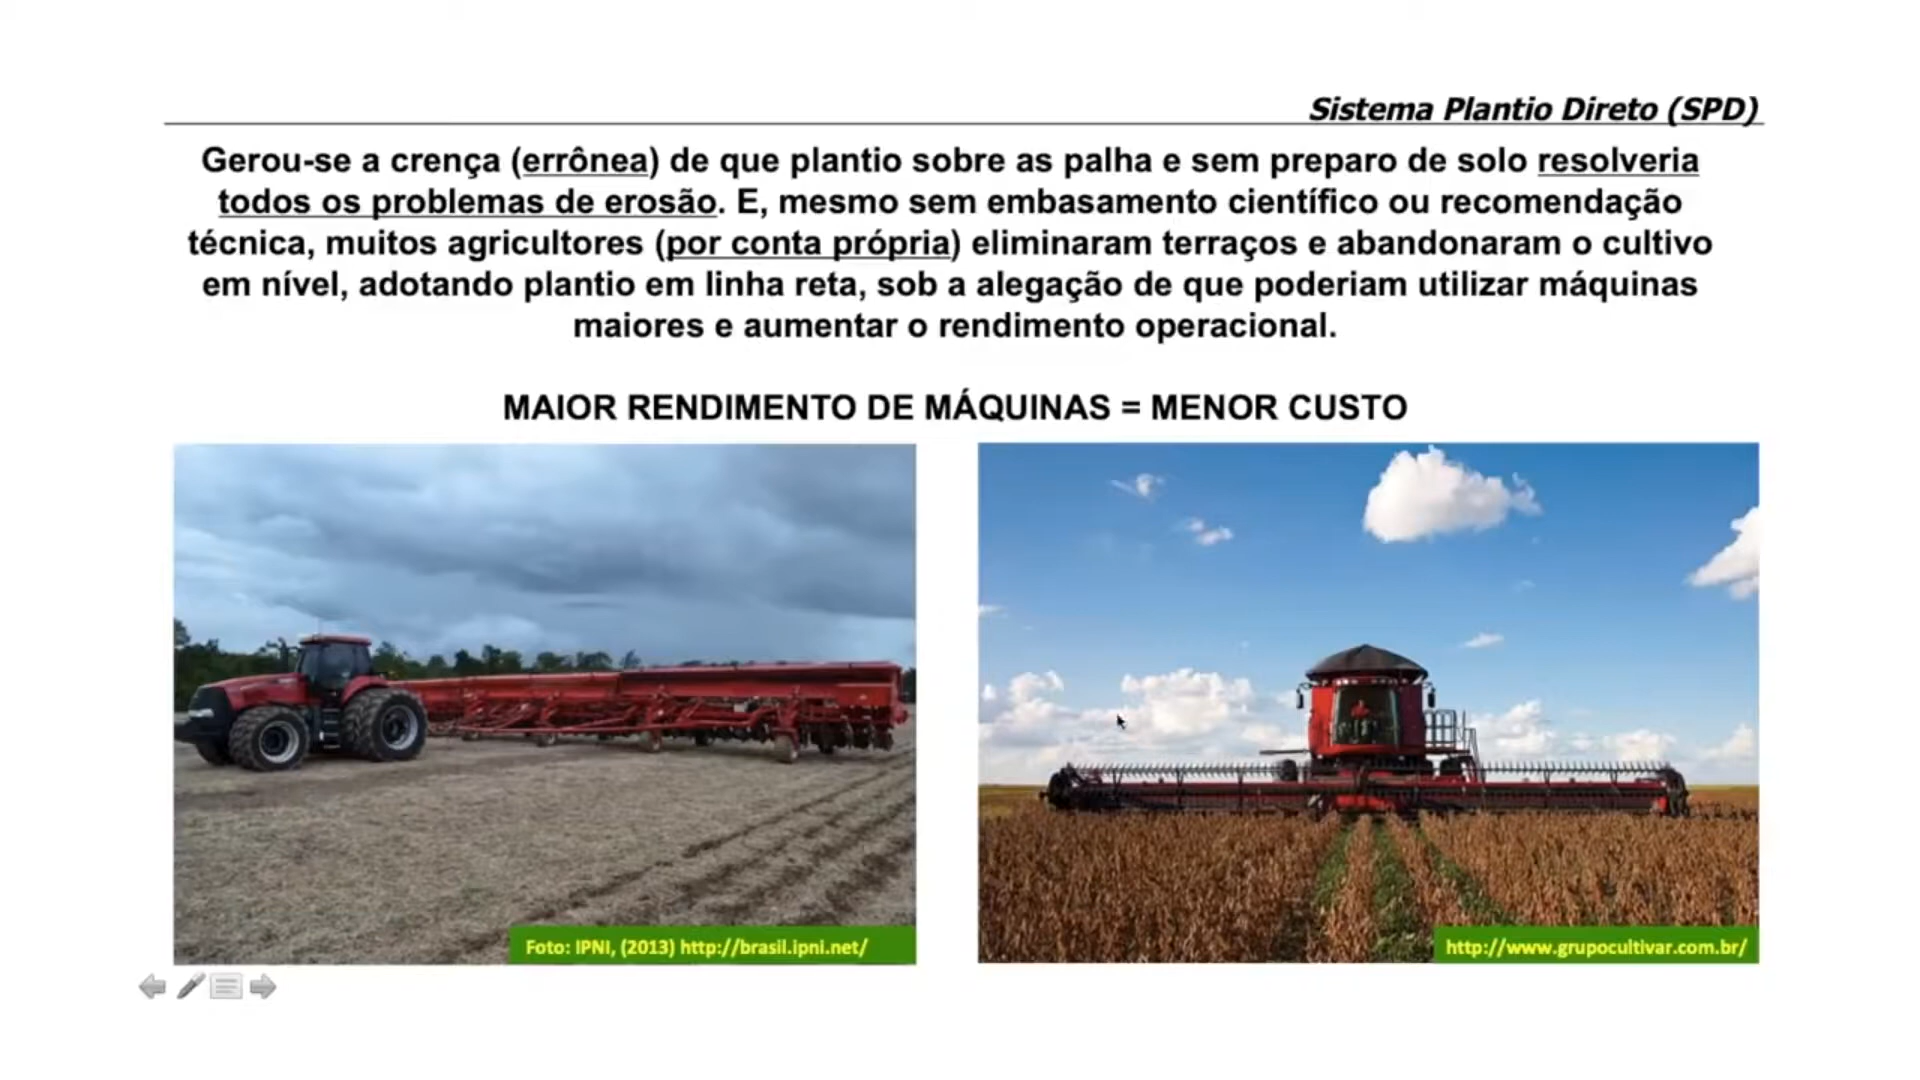 Sistema Plantio Direto (SPD)
Gerou-se a crença (errônea) de que plantio sobre as palha e sem preparo de solo resolveria
todos os problemas de erosão. E, mesmo sem embasamento científico ou recomendação
técnica, muitos agricultores (por conta própria) eliminaram terraços e abandonaram o cultivo
em nível, adotando plantio em linha reta, sob a alegação de que poderiam utilizar máquinas
maiores e aumentar o rendimento operacional.
MAIOR RENDIMENTO DE MÁQUINAS = MENOR CUSTO
Foto: IPNI, (2013) http://brasil.ipni.net/
http://www.grupocultivar.com.br/